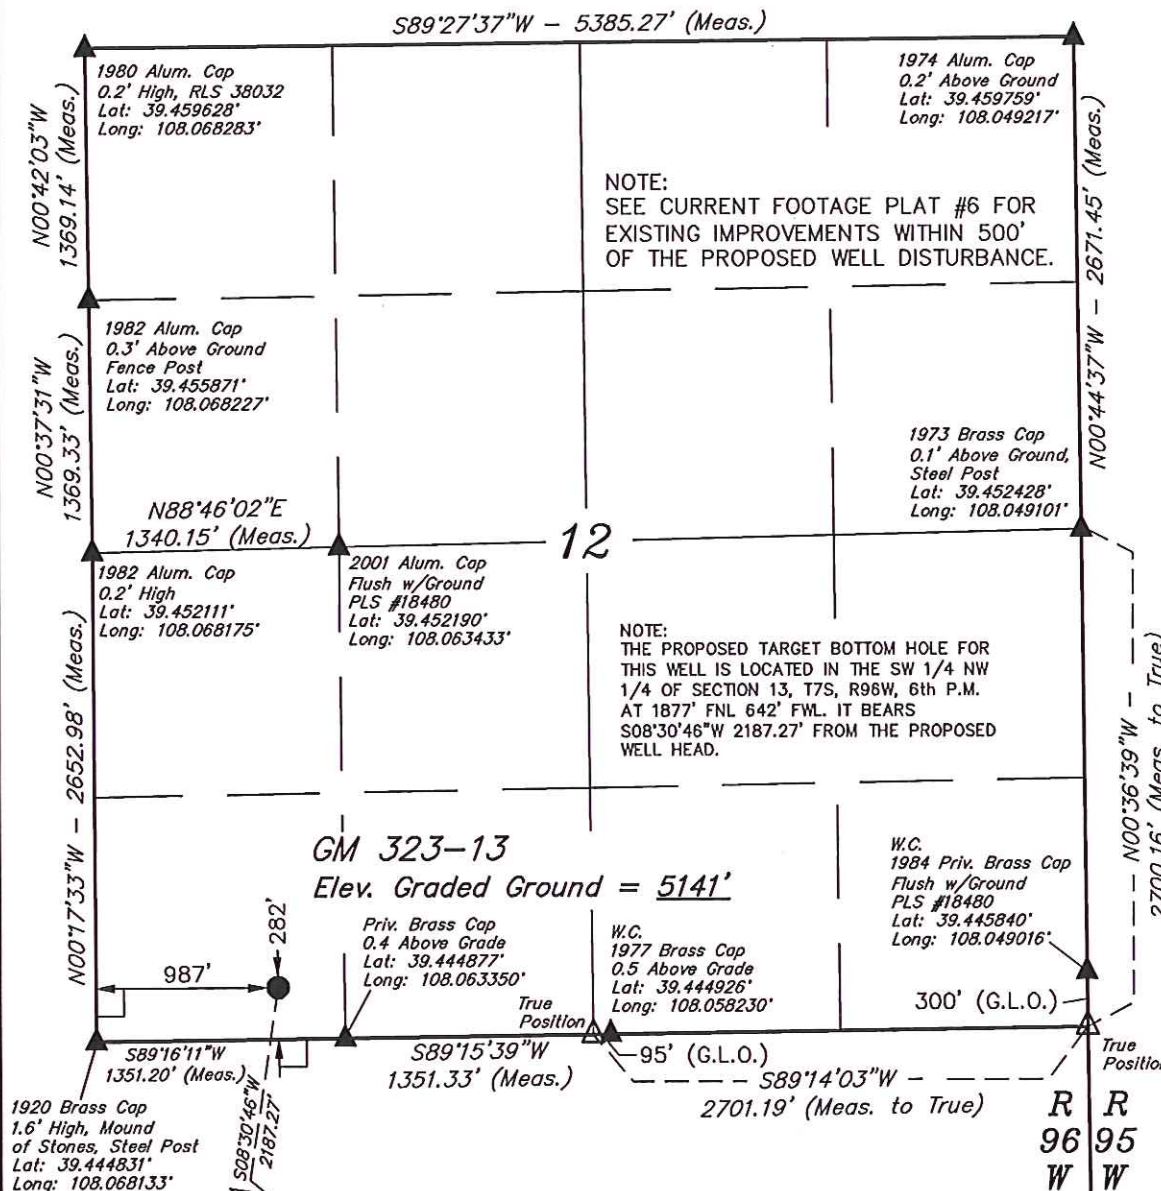 S89°27'37"W – 5385.27' (Meas.)
1980 Alum. Cap
0.2' High, RLS 38032
Lat: 39.459628°
Long: 108.068283°
1974 Alum. Cap
0.2' Above Ground
Lat: 39.459759°
Long: 108.049217°
N00°42'03"W
1369.14' (Meas.)
NOTE:
SEE CURRENT FOOTAGE PLAT #6 FOR
EXISTING IMPROVEMENTS WITHIN 500'
OF THE PROPOSED WELL DISTURBANCE.
N00°44'37"W – 2671.45' (Meas.)
1982 Alum. Cap
0.3' Above Ground
Fence Post
Lat: 39.455871°
Long: 108.068227°
N00°37'31"W
1369.33' (Meas.)
1973 Brass Cap
0.1' Above Ground,
Steel Post
Lat: 39.452428°
Long: 108.049101°
N88°46'02"E
1340.15' (Meas.)
12
1982 Alum. Cap
0.2' High
Lat: 39.452111°
Long: 108.068175°
2001 Alum. Cap
Flush w/Ground
PLS #18480
Lat: 39.452190°
Long: 108.063433°
NOTE:
THE PROPOSED TARGET BOTTOM HOLE FOR
THIS WELL IS LOCATED IN THE SW 1/4 NW
1/4 OF SECTION 13, T7S, R96W, 6th P.M.
AT 1877' FNL 642' FWL. IT BEARS
S08°30'46"W 2187.27' FROM THE PROPOSED
WELL HEAD.
N00°17'33"W – 2652.98' (Meas.)
N00°36'39"W –
2700.16' (Meas. to True)
GM 323–13
Elev. Graded Ground = 5141'
W.C.
1984 Priv. Brass Cap
Flush w/Ground
PLS #18480
Lat: 39.445840°
Long: 108.049016°
282'
987'
Priv. Brass Cap
0.4 Above Grade
Lat: 39.444877°
Long: 108.063350°
W.C.
1977 Brass Cap
0.5 Above Grade
Lat: 39.444926°
Long: 108.058230°
True
Position
300' (G.L.O.)
S89°16'11"W
1351.20' (Meas.)
S89°15'39"W
1351.33' (Meas.)
95' (G.L.O.)
S89°14'03"W –
2701.19' (Meas. to True)
True
Position
1920 Brass Cap
1.6' High, Mound
of Stones, Steel Post
Lat: 39.444831°
Long: 108.068133°
S08°30'46"W
2187.27'
R R
96 95
W W